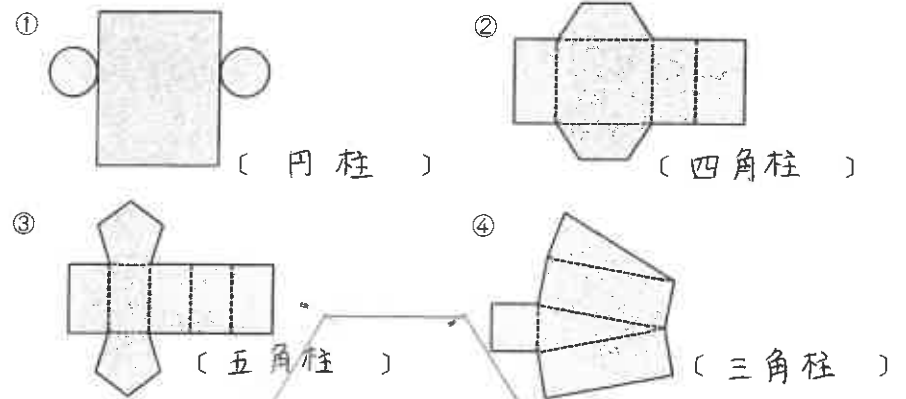 ① 〔 円柱 〕
② 〔 四角柱 〕
③ 〔 五角柱 〕
④ 〔 三角柱 〕